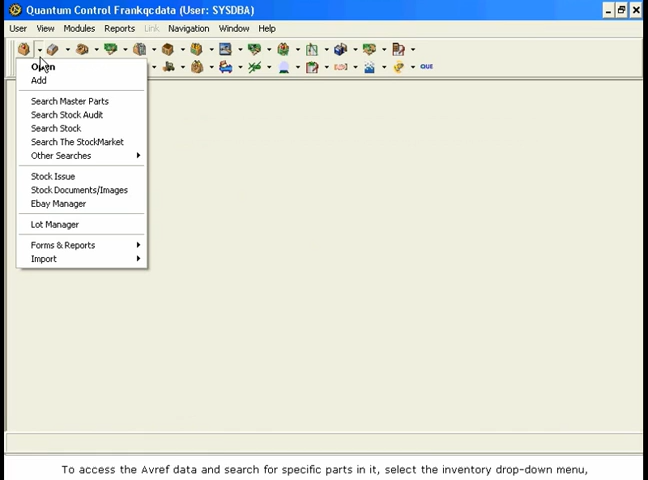 Quantum Control Frankqcdata (User: SYSDBA)
User View Modules Reports Link Navigation Window Help
QUE
Open
Add
Search Master Parts
Search Stock Audit
Search Stock
Search The StockMarket
Other Searches
Stock Issue
Stock Documents/Images
Ebay Manager
Lot Manager
Forms & Reports
Import
To access the Avref data and search for specific parts in it, select the inventory drop-down menu,